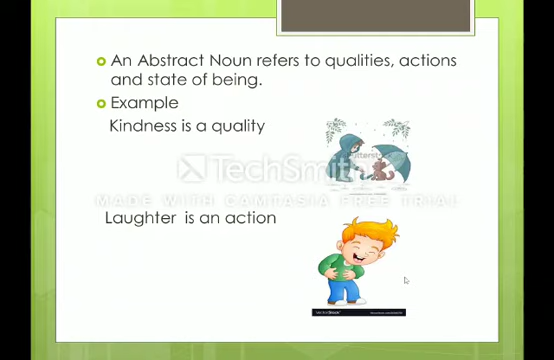 An Abstract Noun refers to qualities, actions
and state of being.
Example
Kindness is a quality
TechSmith
MADE WITH CAMTASIA FREE TRIAL
Laughter is an action
VectorStock